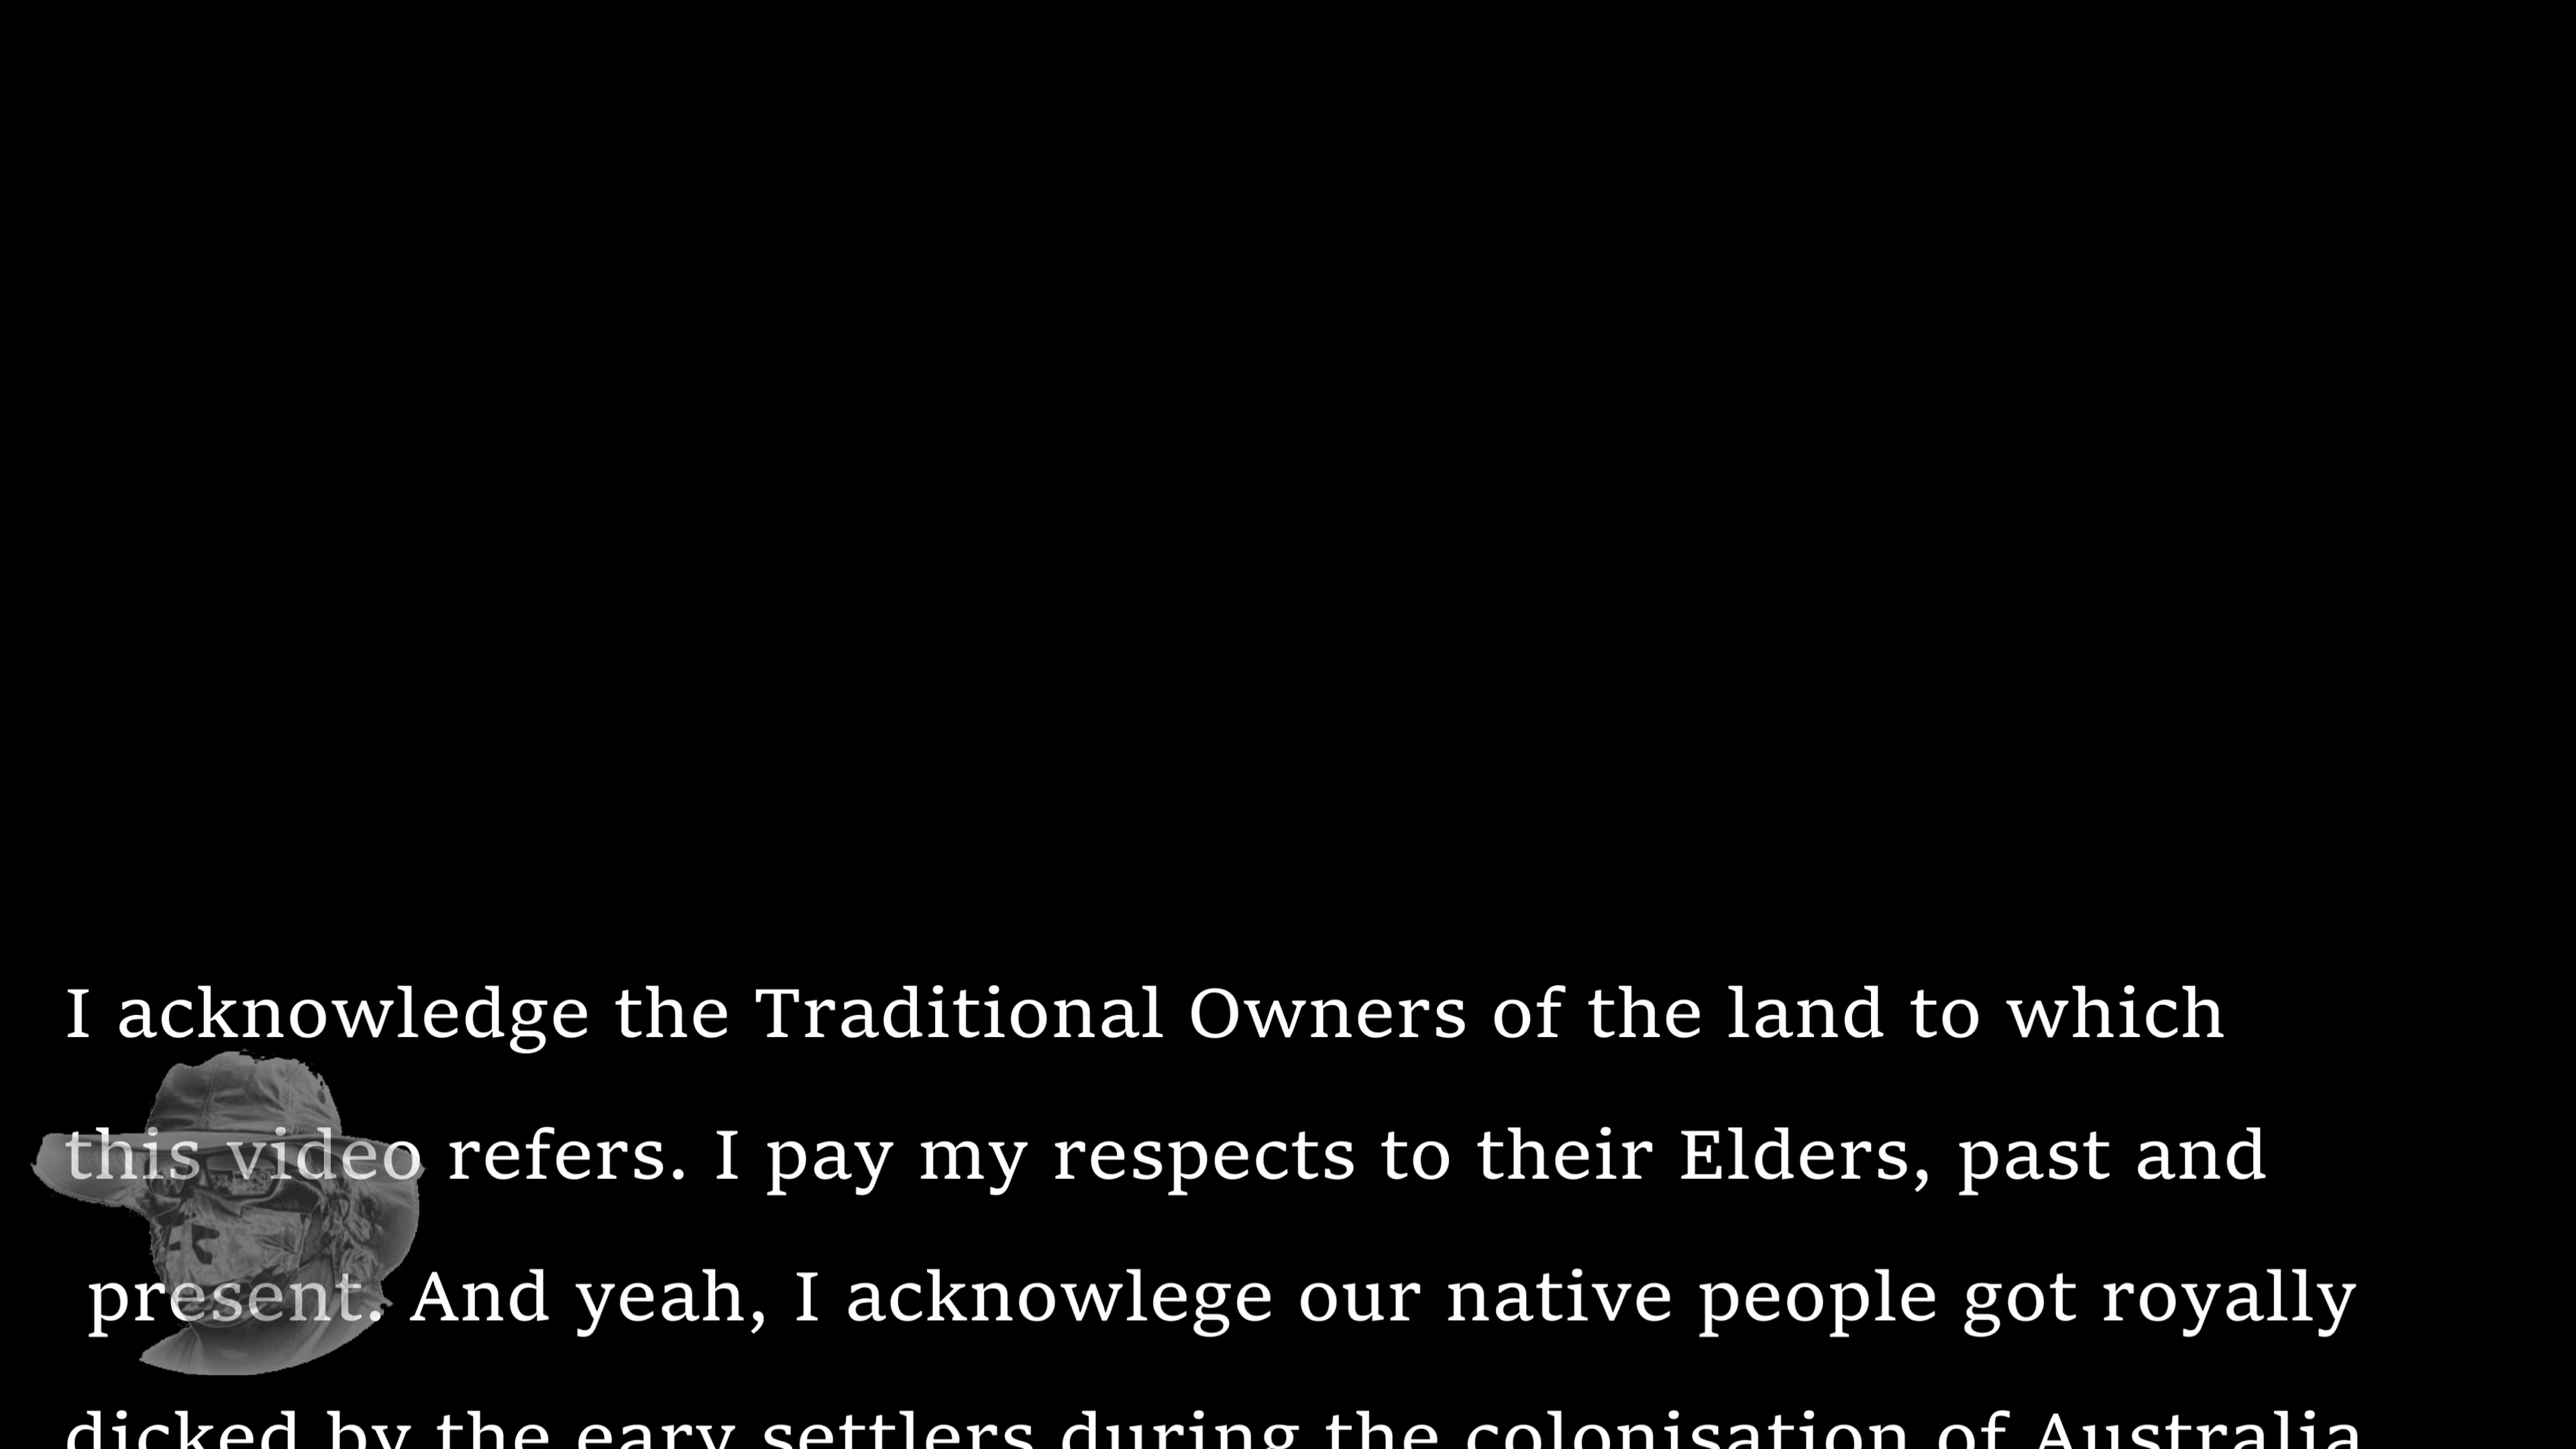 I acknowledge the Traditional Owners of the land to which
this video refers. I pay my respects to their Elders, past and
present. And yeah, I acknowlege our native people got royally
dicked by the eary settlers during the colonisation of Australia